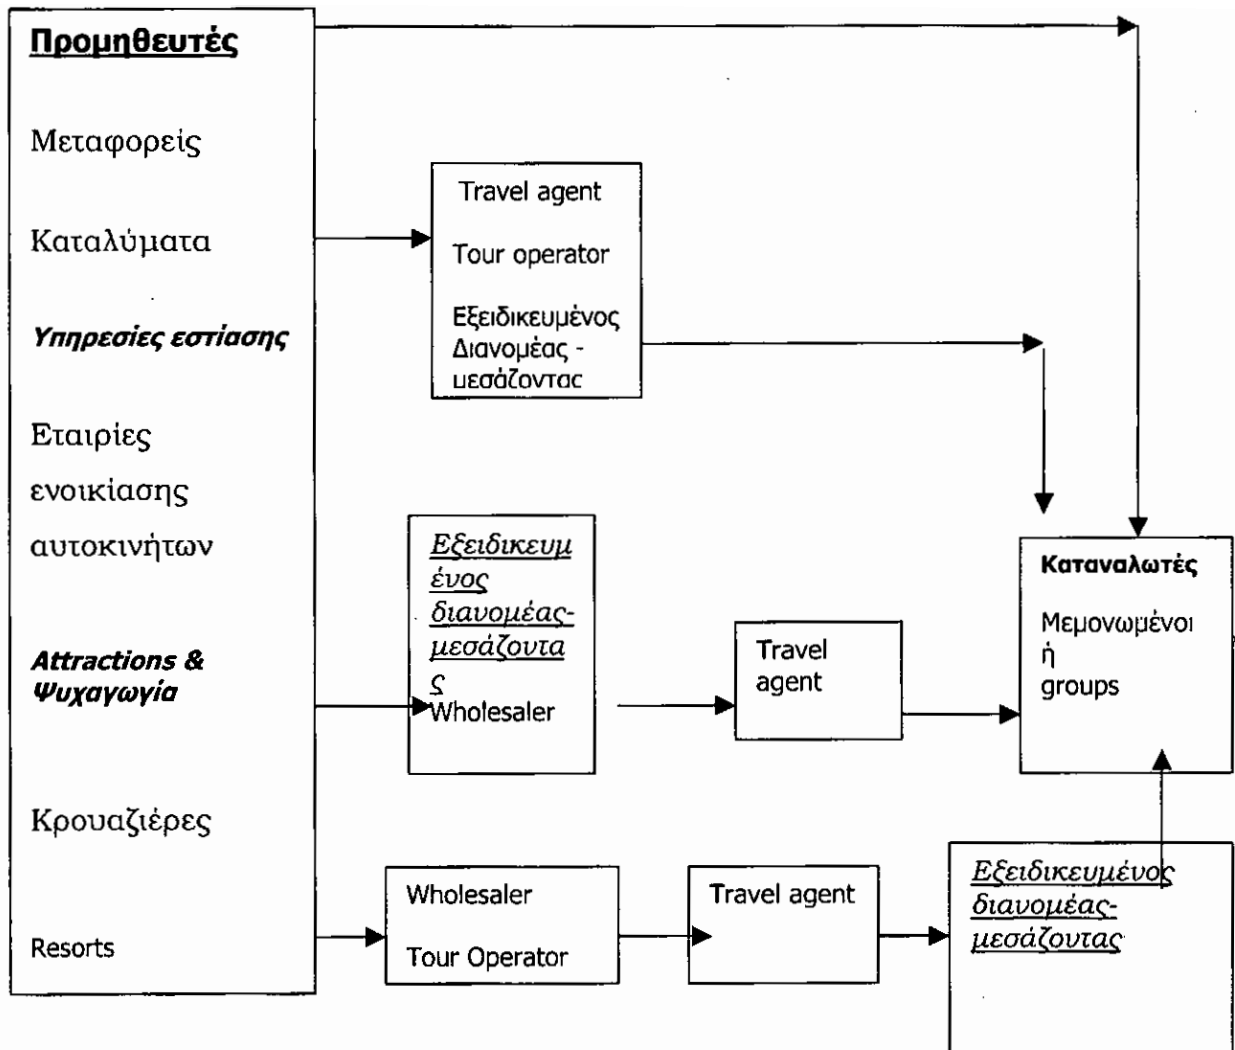 Προμηθευτές
Μεταφορείς
Καταλύματα
Υπηρεσίες εστίασης
Εταιρίες
ενοικίασης
αυτοκινήτων
Attractions &
Ψυχαγωγία
Κρουαζιέρες
Resorts
Travel agent
Tour operator
Εξειδικευμένος
Διανομέας -
μεσάζοντας
Εξειδικευμ
ένος
διανομέας-
μεσάζοντα
ς
Wholesaler
Travel
agent
Καταναλωτές
Μεμονωμένοι
ή
groups
Wholesaler
Tour Operator
Travel agent
Εξειδικευμένος
διανομέας-
μεσάζοντας